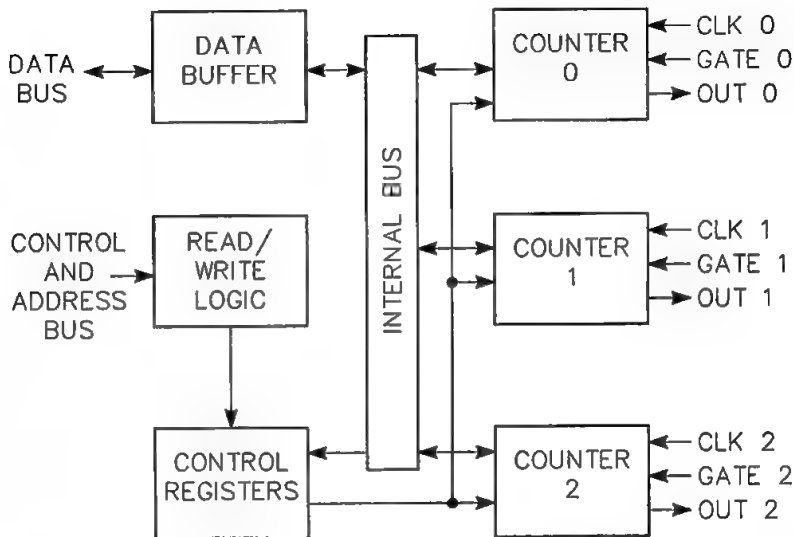 DATA
BUS
DATA
BUFFER
INTERNAL BUS
COUNTER
0
CLK 0
GATE 0
OUT 0
CONTROL
AND
ADDRESS
BUS
READ/
WRITE
LOGIC
COUNTER
1
CLK 1
GATE 1
OUT 1
CONTROL
REGISTERS
COUNTER
2
CLK 2
GATE 2
OUT 2